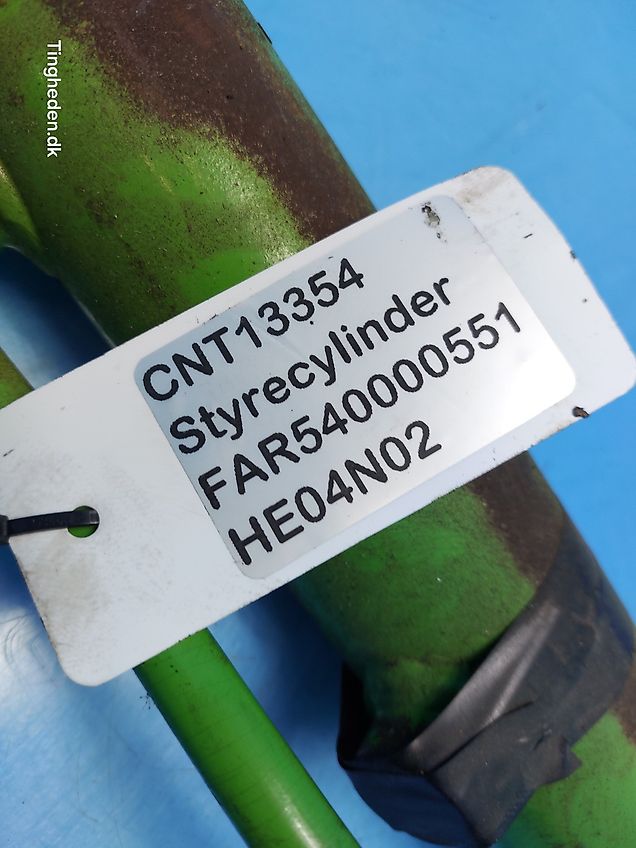 Tingheden.dk
CNT13354
Styrecylinder
FAR540000551
HE04N02